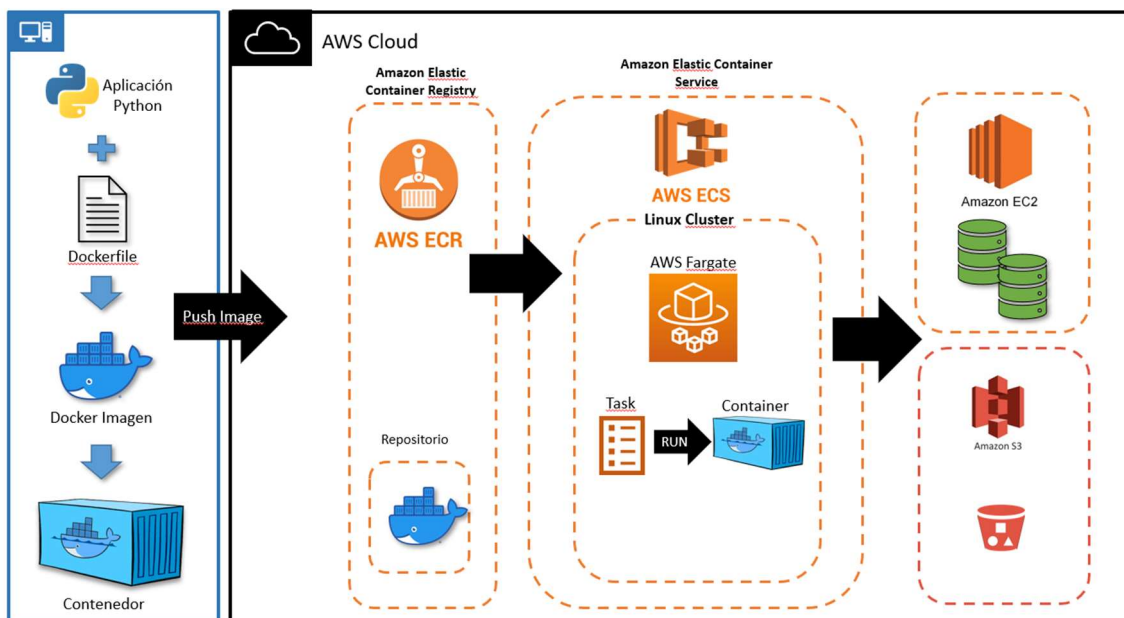 Aplicación
Python
Dockerfile
Docker Imagen
Contenedor
Push Image
AWS Cloud
Amazon Elastic
Container Registry
AWS ECR
Repositorio
Amazon Elastic Container
Service
AWS ECS
Linux Cluster
AWS Fargate
Task
RUN
Container
Amazon EC2
Amazon S3